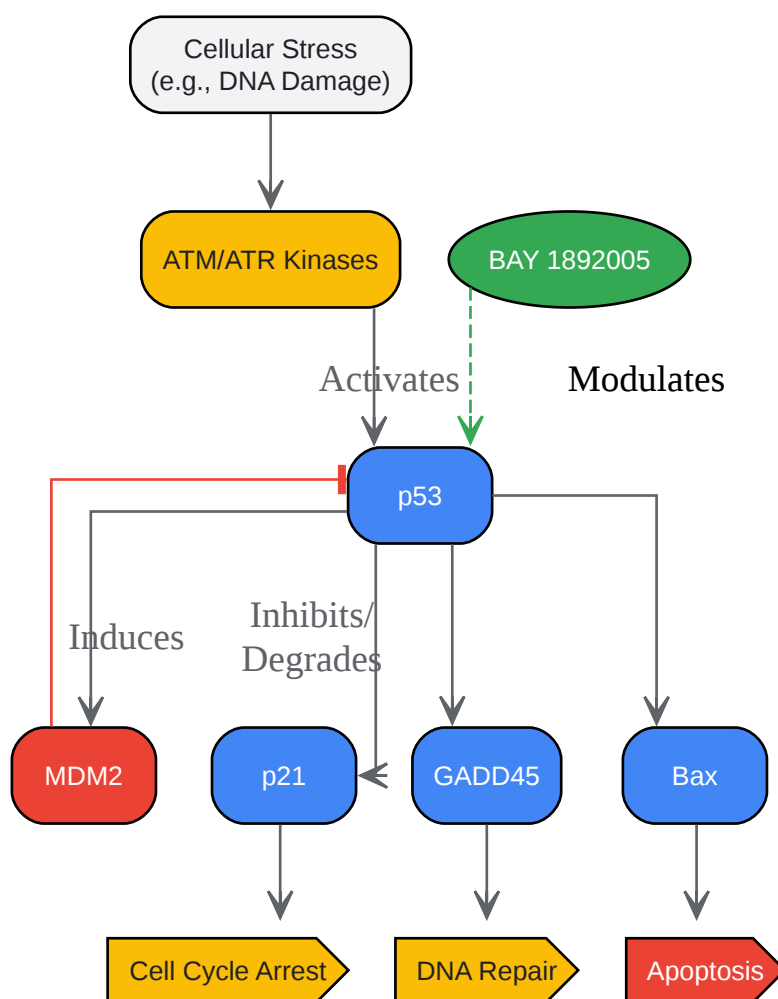 Cellular Stress
(e.g., DNA Damage)
ATM/ATR Kinases
BAY 1892005
Activates
Modulates
p53
Induces
Inhibits/
Degrades
MDM2
p21
GADD45
Bax
Cell Cycle Arrest
DNA Repair
Apoptosis